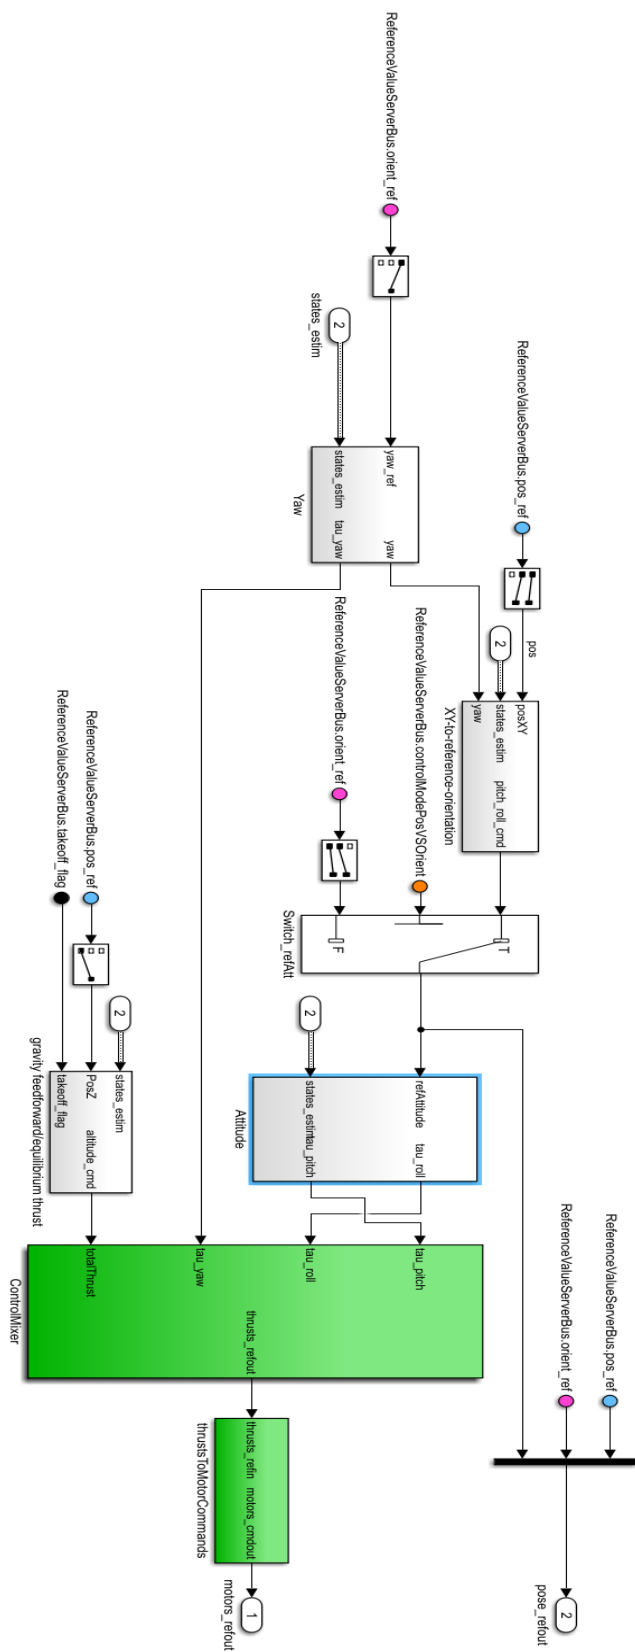 ReferenceValueServerBus.pos_ref
ReferenceValueServerBus.orient_ref
2
pose_refout
ReferenceValueServerBus.pos_ref
pos
2
posXY
states_estim
yaw
pitch_roll_cmd
XY-to-reference-orientation
ReferenceValueServerBus.controlModePosVSOrient
ReferenceValueServerBus.orient_ref
T
F
Switch_refAtt
ReferenceValueServerBus.orient_ref
2
states_estim
yaw_ref
yaw
states_estim
tau_yaw
Yaw
2
refAttitude
tau_roll
states_estim
tau_pitch
Attitude
tau_pitch
tau_roll
tau_yaw
totalThrust
thrusts_refout
ControlMixer
thrusts_refin
motors_cmdout
thrustsToMotorCommands
1
motors_refout
2
ReferenceValueServerBus.pos_ref
ReferenceValueServerBus.takeoff_flag
states_estim
PosZ
altitude_cmd
takeoff_flag
gravity feedforward/equilibrium thrust